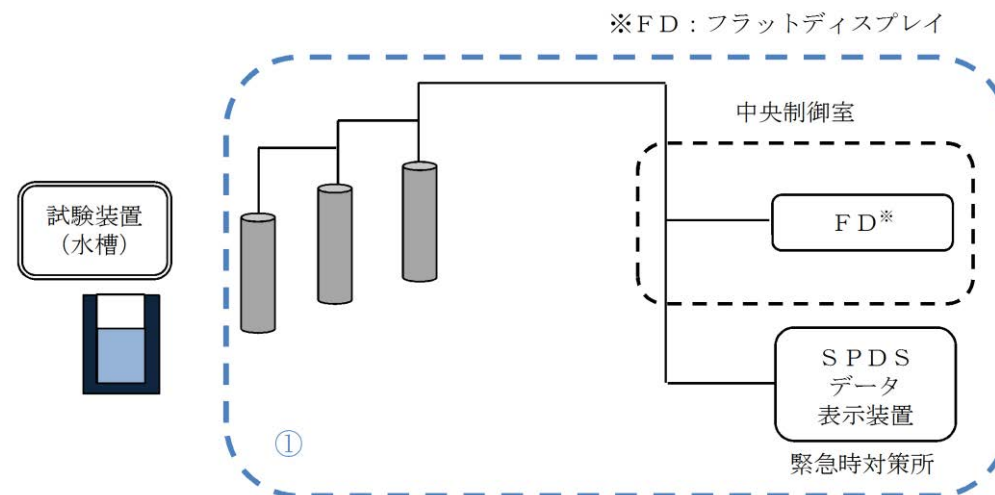 ※ＦＤ：フラットディスプレイ
中央制御室
試験装置
（水槽）
ＦＤ※
ＳＰＤＳ
データ
表示装置
緊急時対策所
①